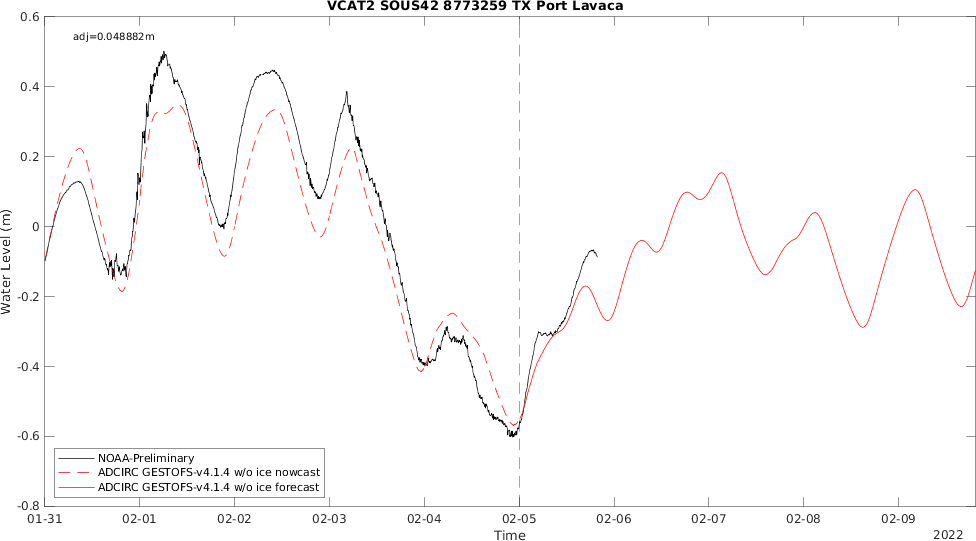 VCAT2 SOUS42 8773259 TX Port Lavaca
adj=0.048882m
0.6
0.4
0.2
0
-0.2
-0.4
-0.6
-0.8
Water Level (m)
NOAA-Preliminary
ADCIRC GESTOFS-v4.1.4 w/o ice nowcast
ADCIRC GESTOFS-v4.1.4 w/o ice forecast
01-31 02-01 02-02 02-03 02-04 02-05 02-06 02-07 02-08 02-09
Time
2022